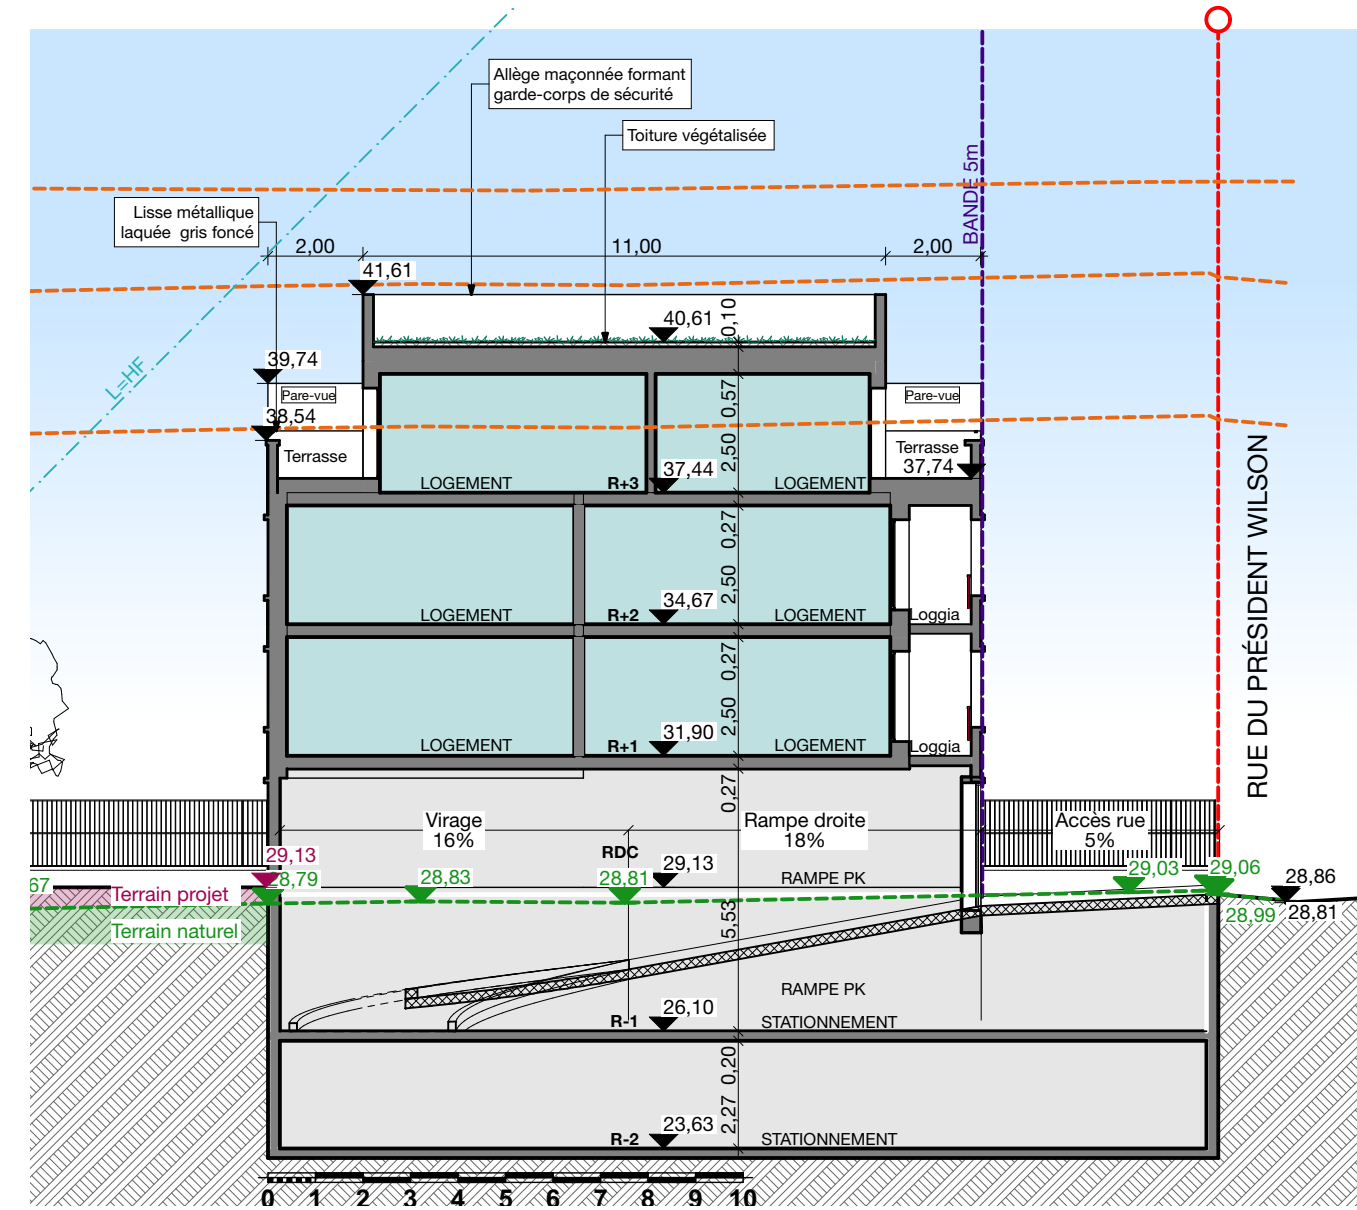 Allège maçonnée formant
garde-corps de sécurité
Toiture végétalisée
BANDE 5m
Lisse métallique
laquée gris foncé
2,00
11,00
2,00
41,61
40,61
0,10
L=HF
39,74
Pare-vue
Pare-vue
0,57
38,54
Terrasse
Terrasse
37,74
2,50
37,44
LOGEMENT
R+3
LOGEMENT
RUE DU PRÉSIDENT WILSON
0,27
2,50
34,67
LOGEMENT
R+2
LOGEMENT
Loggia
0,27
2,50
31,90
LOGEMENT
R+1
LOGEMENT
Loggia
0,27
Virage
16%
Rampe droite
18%
Accès rue
5%
RDC
29,13
29,13
RAMPE PK
29,03
29,06
28,86
67
Terrain projet
8,79
28,83
28,81
28,99
28,81
Terrain naturel
5,53
RAMPE PK
26,10
R-1
STATIONNEMENT
0,20
2,27
23,63
R-2
STATIONNEMENT
0 1 2 3 4 5 6 7 8 9 10